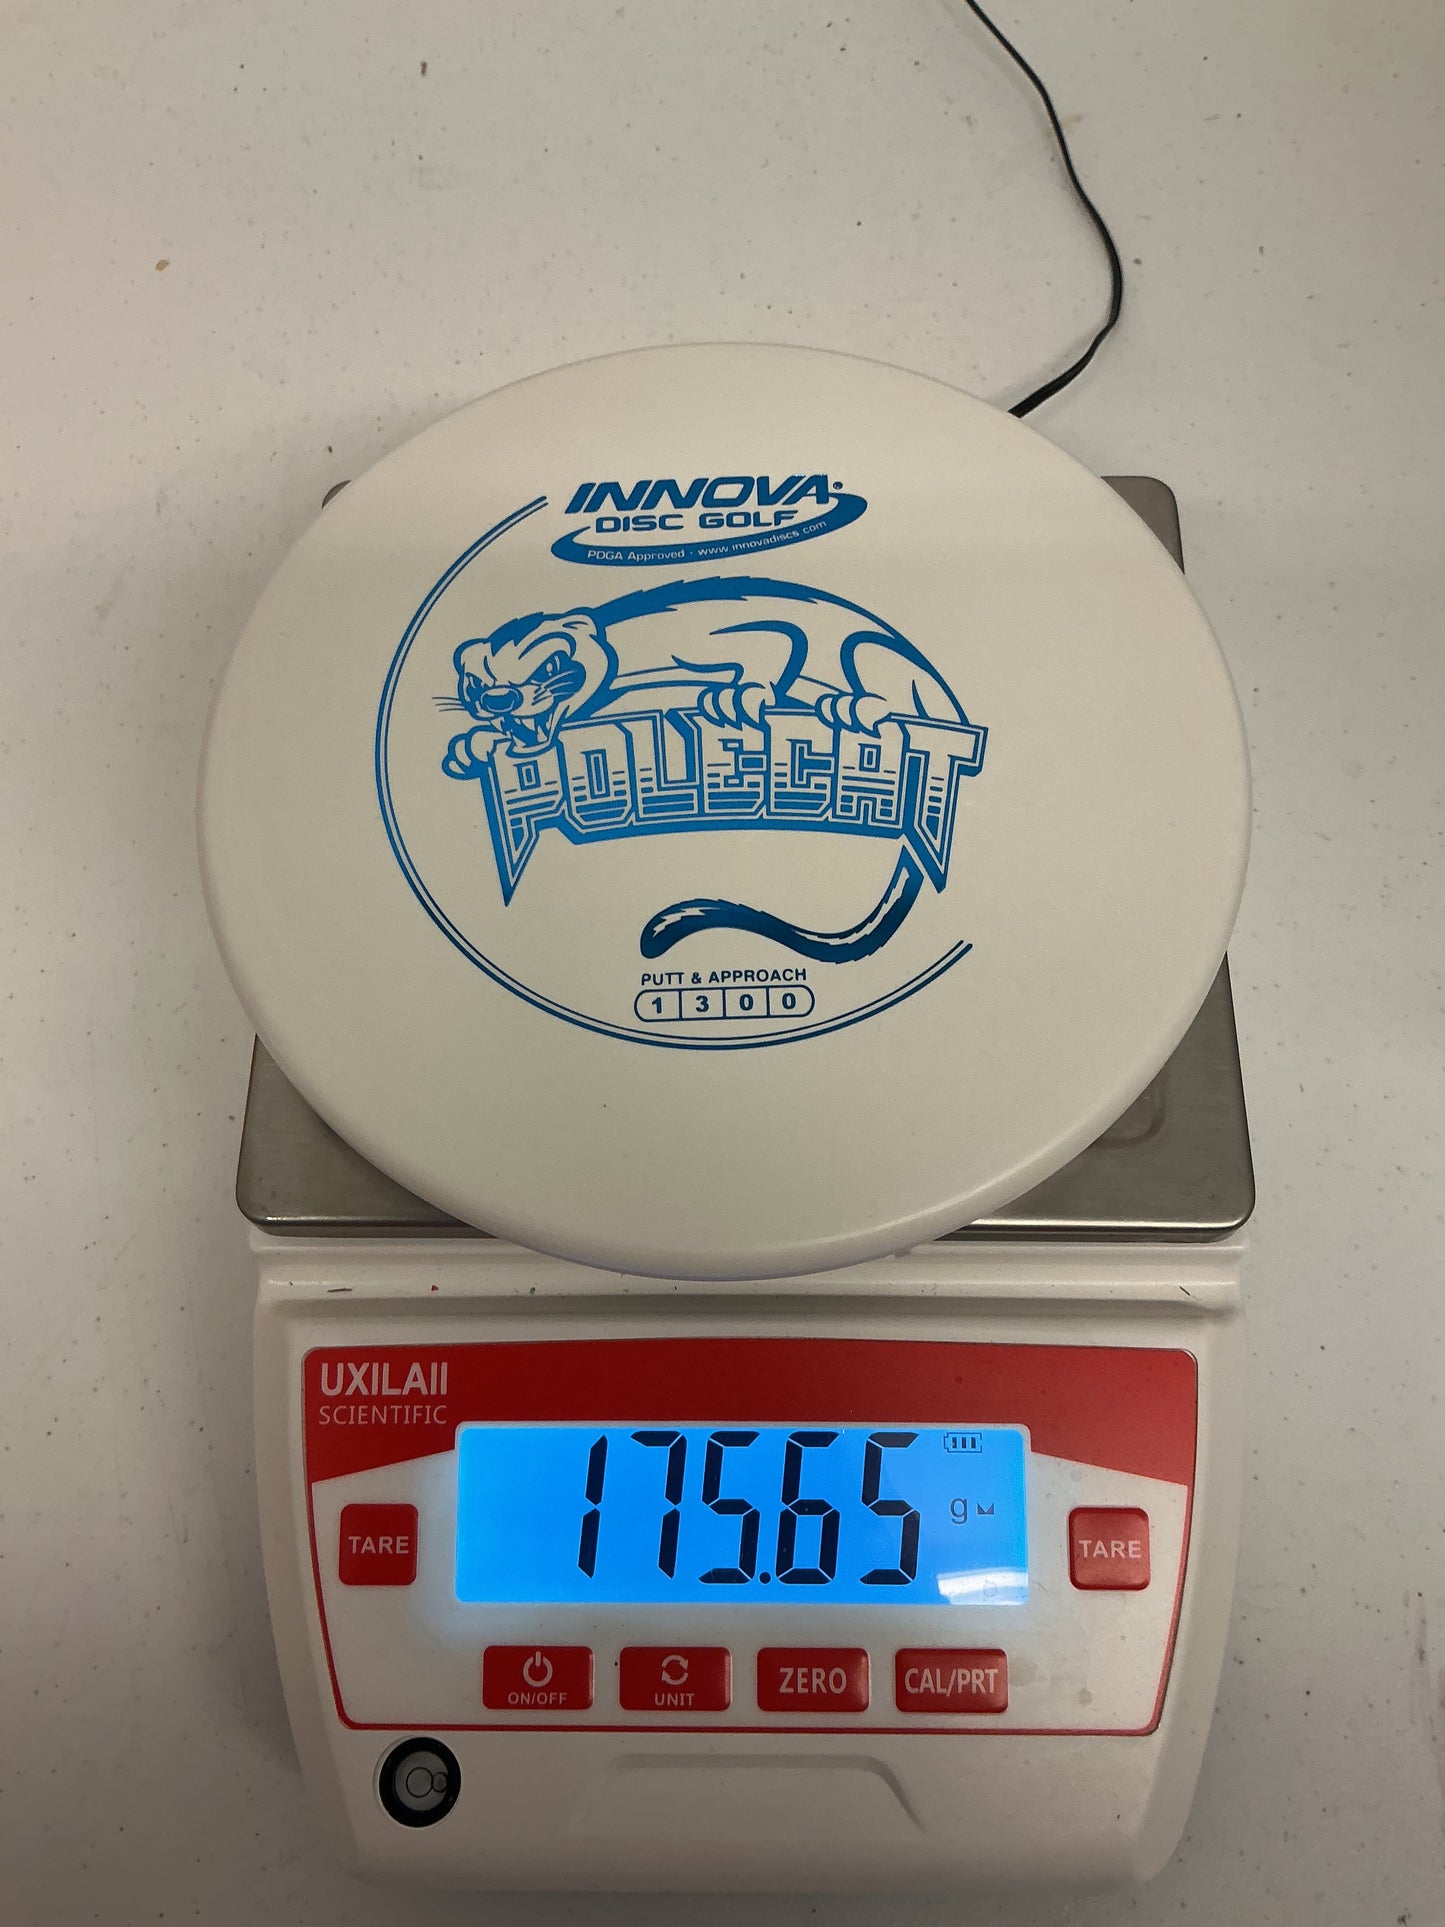 INNOVA®
DISC GOLF
PDGA Approved · www.innovadiscs.com
POLECAT
PUTT & APPROACH
1 3 0 0
UXILAII
SCIENTIFIC
175.65 g
TARE
TARE
ON/OFF
UNIT
ZERO
CAL/PRT